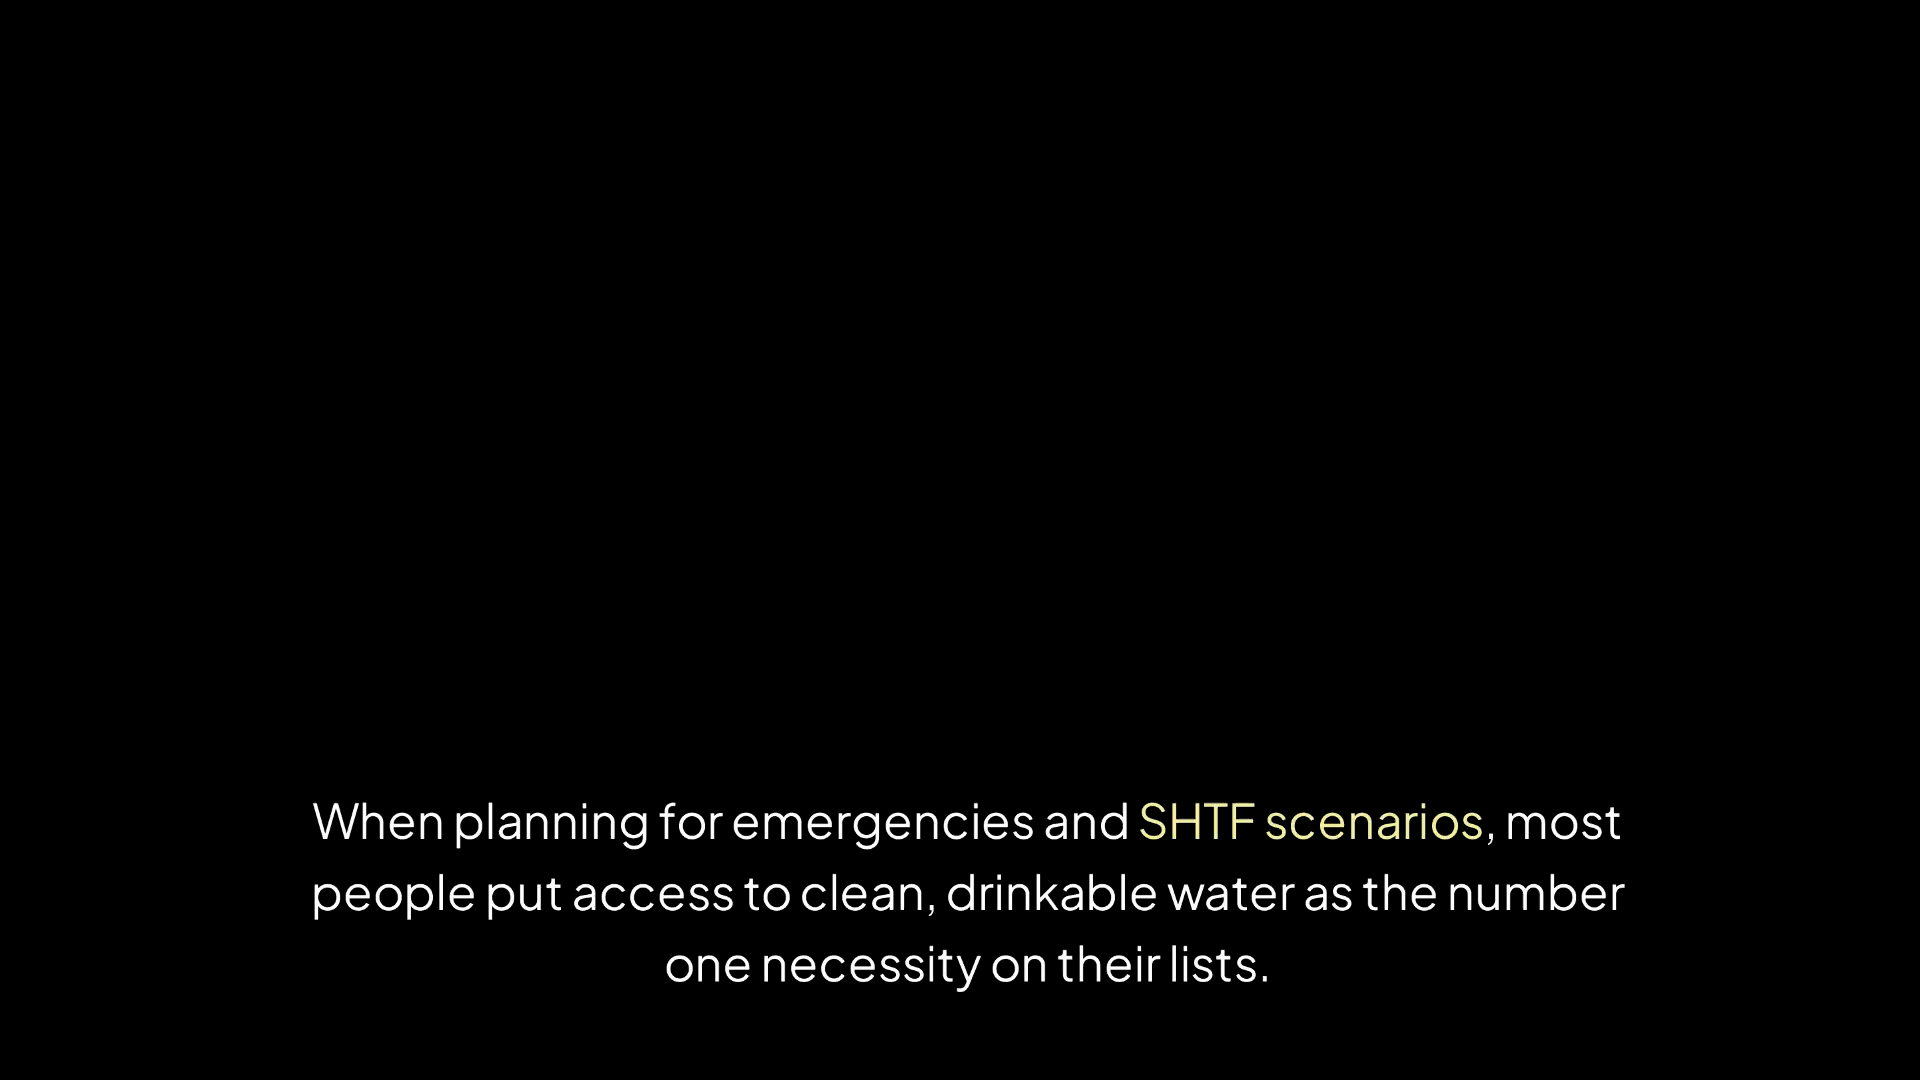 When planning for emergencies and SHTF scenarios, most
people put access to clean, drinkable water as the number
one necessity on their lists.